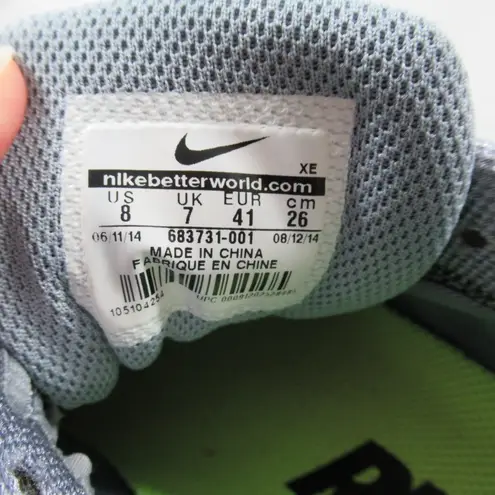 XE
nikebetterworld.com
US UK EUR cm
8 7 41 26
06/11/14 683731-001 08/12/14
MADE IN CHINA
FABRIQUE EN CHINE